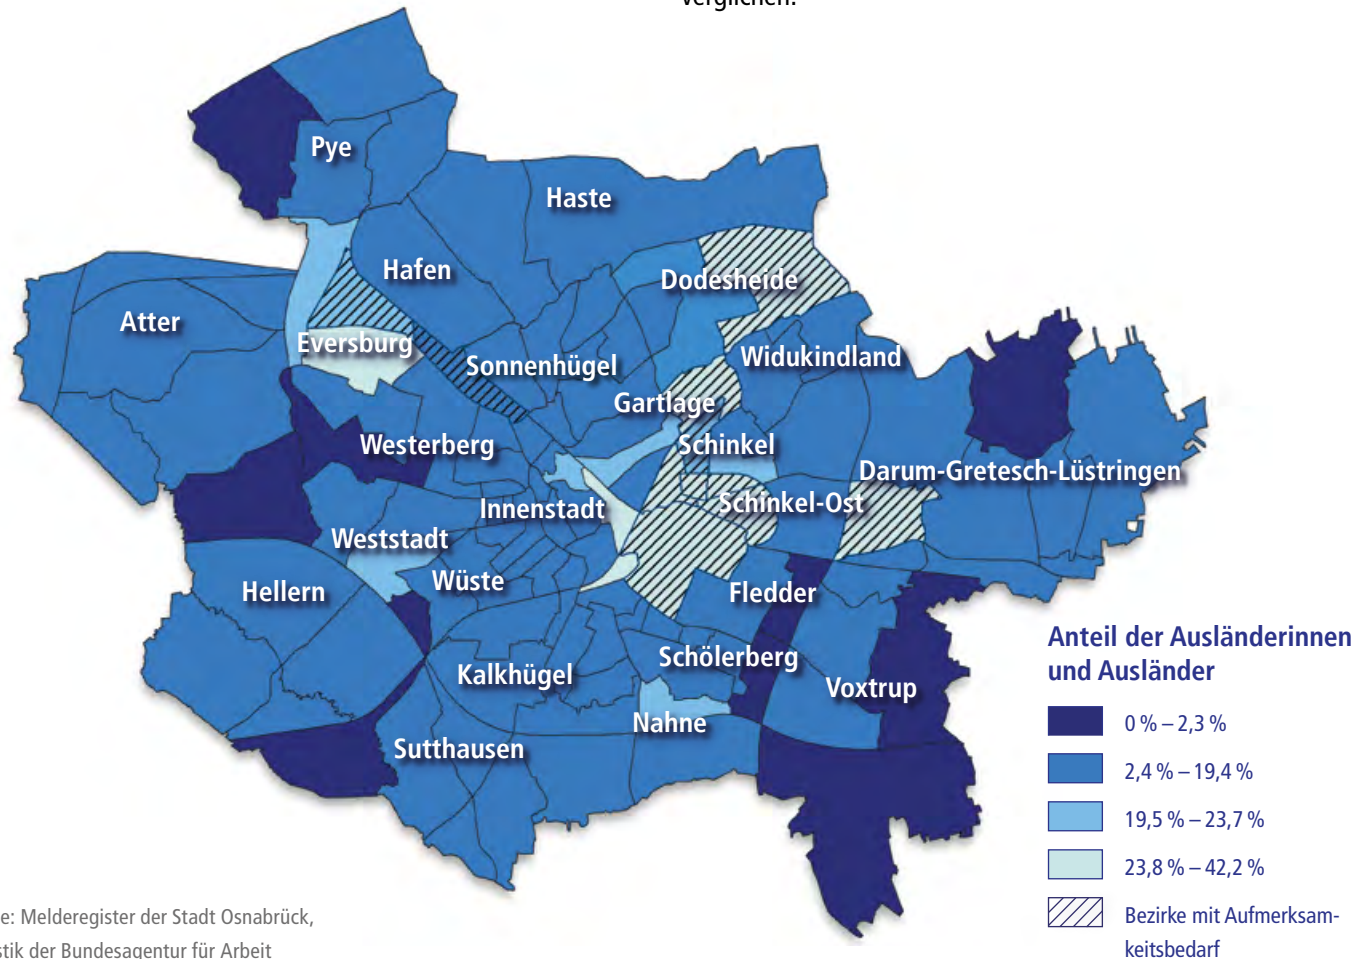 verglichen.
Pye
Haste
Hafen
Dodesheide
Atter
Eversburg
Sonnenhügel
Widukindland
Gartlage
Westerberg
Schinkel
Darum-Gretesch-Lüstringen
Innenstadt
Schinkel-Ost
Weststadt
Wüste
Hellern
Fledder
Kalkhügel
Schölerberg
Voxtrup
Nahne
Sutthausen
Anteil der Ausländerinnen
und Ausländer
0 % – 2,3 %
2,4 % – 19,4 %
19,5 % – 23,7 %
23,8 % – 42,2 %
Bezirke mit Aufmerksam-
keitsbedarf
e: Melderegister der Stadt Osnabrück,
stik der Bundesagentur für Arbeit